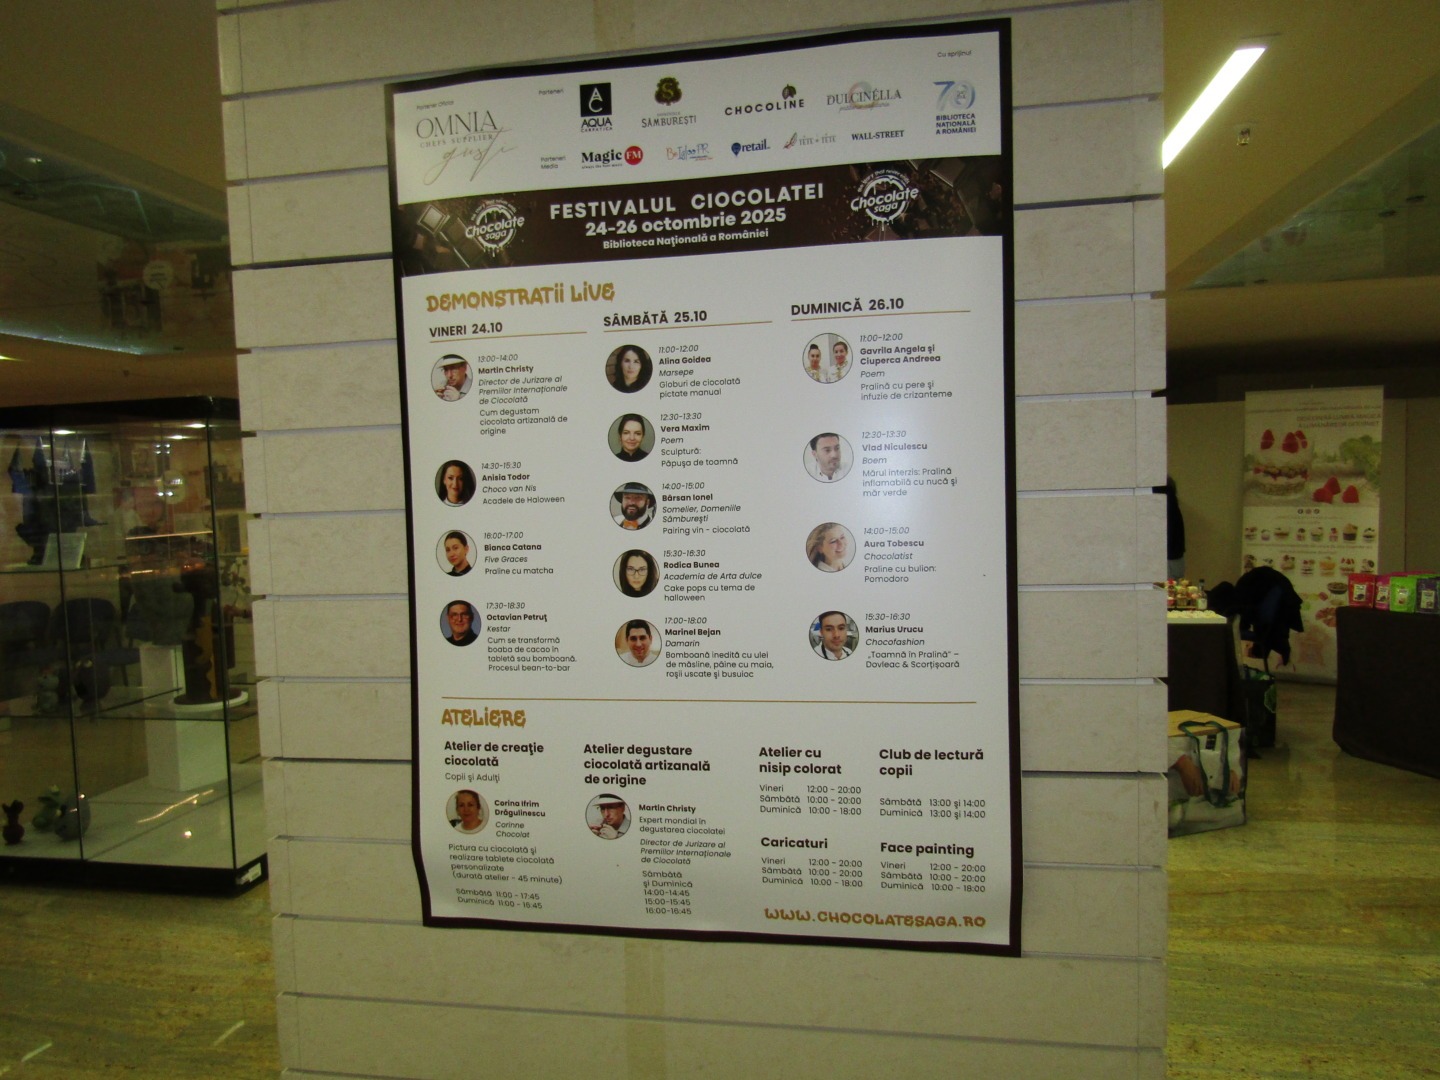 Partener Oficial
OMNIA
CHEFS SUPPLIER
gusti
Parteneri
AC
AQUA
CARPATICA
S
DOMENIILE
SÂMBUREȘTI
CHOCOLINE
DULCINELLA
Cu sprijinul
70
BIBLIOTECA
NAȚIONALĂ
A ROMÂNIEI
Parteneri
Media
Magic FM
retail
TÊTE À TÊTE
WALL-STREET
Chocolate
saga
FESTIVALUL CIOCOLATEI
24-26 octombrie 2025
Biblioteca Naţională a României
Chocolate
saga
DEMONSTRATII LIVE
VINERI 24.10
13:00-14:00
Martin Christy
Director de Jurizare al
Premiilor Internaționale
de Ciocolată
Cum degustam
ciocolata artizanală de
origine
14:30-15:30
Anisia Todor
Choco van Nis
Acadele de Haloween
16:00-17:00
Bianca Catana
Five Graces
Praline cu matcha
17:30-18:30
Octavian Petruţ
Kestar
Cum se transformă
boaba de cacao în
tabletă sau bomboană.
Procesul bean-to-bar
SÂMBĂTĂ 25.10
11:00-12:00
Alina Goidea
Marsepe
Globuri de ciocolată
pictate manual
12:30-13:30
Vera Maxim
Poem
Sculptură:
Păpușa de toamnă
14:00-15:00
Bârsan Ionel
Somelier, Domeniile
Sâmburești
Pairing vin - ciocolată
15:30-16:30
Rodica Bunea
Academia de Arta dulce
Cake pops cu tema de
halloween
17:00-18:00
Marinel Bejan
Damarin
Bomboană inedită cu ulei
de măsline, pâine cu maia,
roșii uscate și busuioc
DUMINICĂ 26.10
11:00-12:00
Gavrila Angela și
Ciuperca Andreea
Poem
Pralină cu pere și
infuzie de crizanteme
12:30-13:30
Vlad Niculescu
Boem
Mărul interzis: Pralină
inflamabilă cu nucă și
măr verde
14:00-15:00
Aura Tobescu
Chocolatist
Praline cu bulion:
Pomodoro
15:30-16:30
Marius Urucu
Chocofashion
„Toamnă în Pralină” –
Dovleac & Scorțișoară
ATELIERE
Atelier de creaţie
ciocolată
Copii și Adulţi
Corina Ifrim
Drăgulinescu
Corinne
Chocolat
Pictura cu ciocolată și
realizare tablete ciocolată
personalizate
(durată atelier - 45 minute)
Sâmbătă 11:00 - 17:45
Duminică 11:00 - 16:45
Atelier degustare
ciocolată artizanală
de origine
Martin Christy
Expert mondial în
degustarea ciocolatei
Director de Jurizare al
Premiilor Internaționale
de Ciocolată
Sâmbătă
și Duminică
14:00-14:45
15:00-15:45
16:00-16:45
Atelier cu
nisip colorat
Vineri 12:00 - 20:00
Sâmbătă 10:00 - 20:00
Duminică 10:00 - 18:00
Club de lectură
copii
Sâmbătă 13:00 și 14:00
Duminică 13:00 și 14:00
Caricaturi
Vineri 12:00 - 20:00
Sâmbătă 10:00 - 20:00
Duminică 10:00 - 18:00
Face painting
Vineri 12:00 - 20:00
Sâmbătă 10:00 - 20:00
Duminică 10:00 - 18:00
WWW.CHOCOLATESAGA.RO